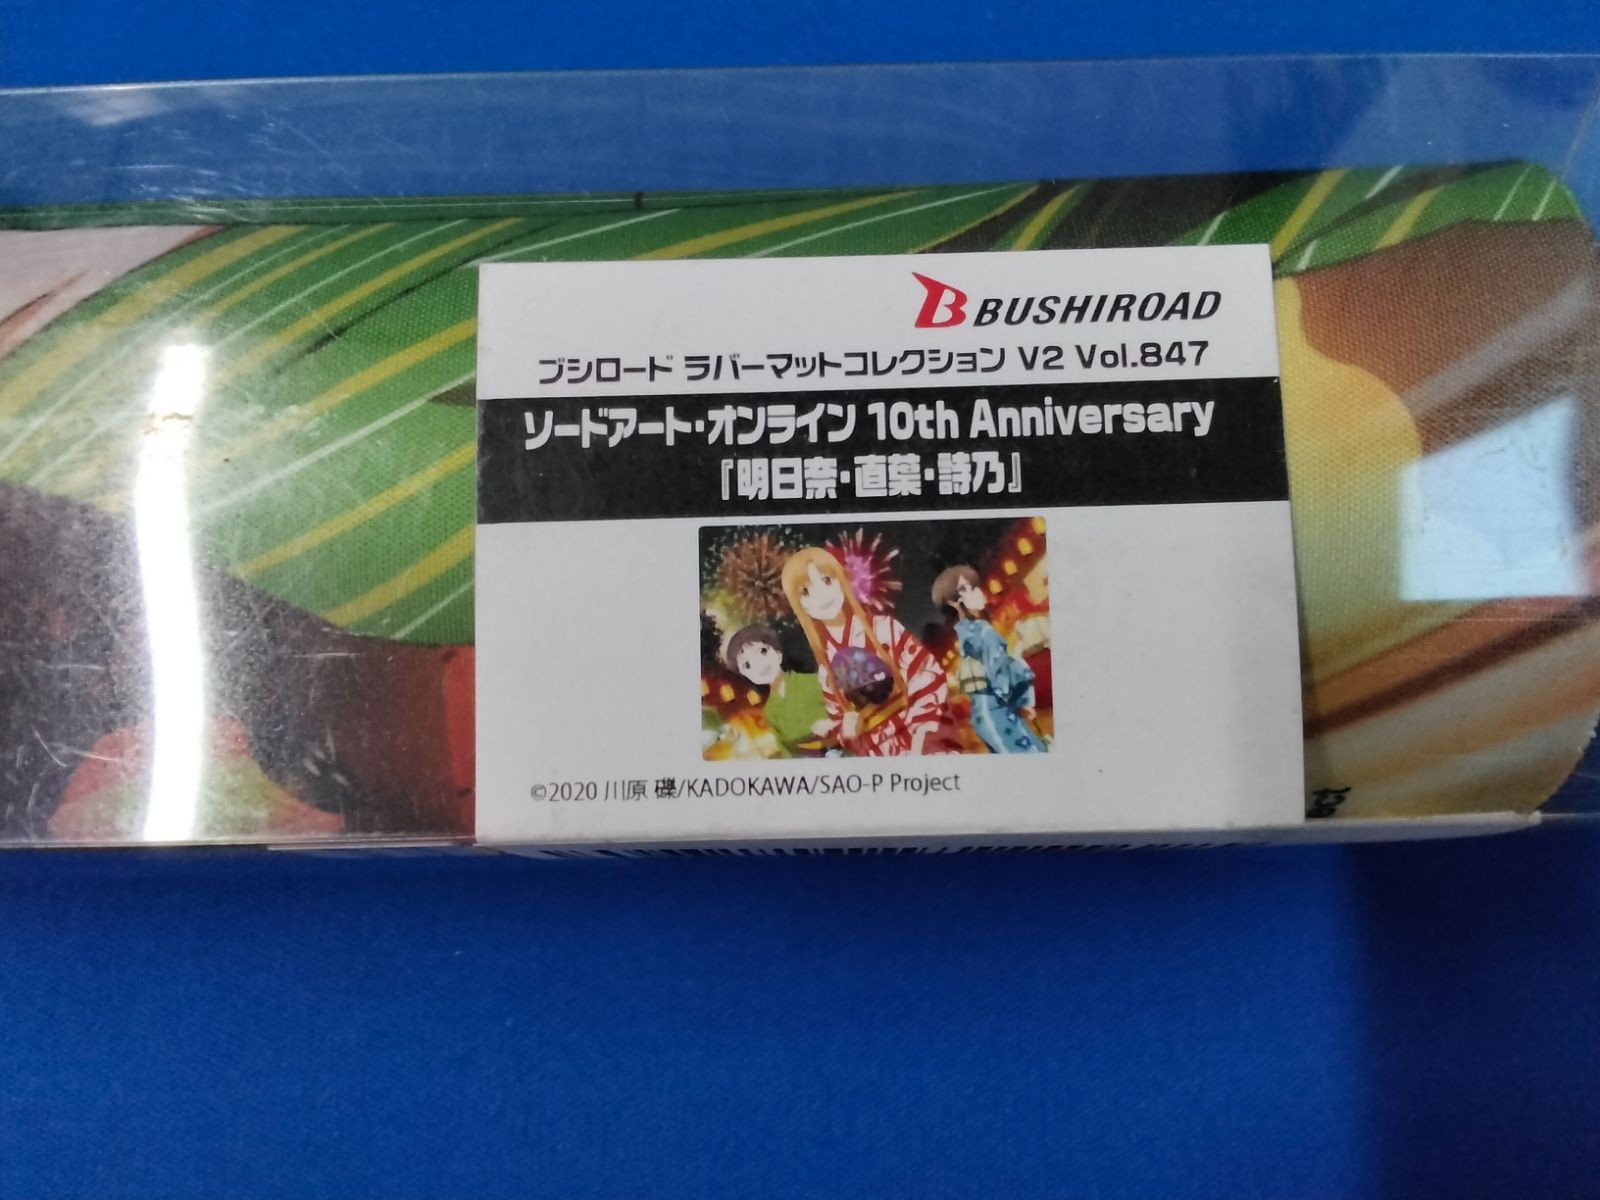 BUSHIROAD
ブシロード ラバーマットコレクション V2 Vol.847
ソードアート・オンライン 10th Anniversary
『明日奈・直葉・詩乃』
©2020 川原 礫/KADOKAWA/SAO-P Project